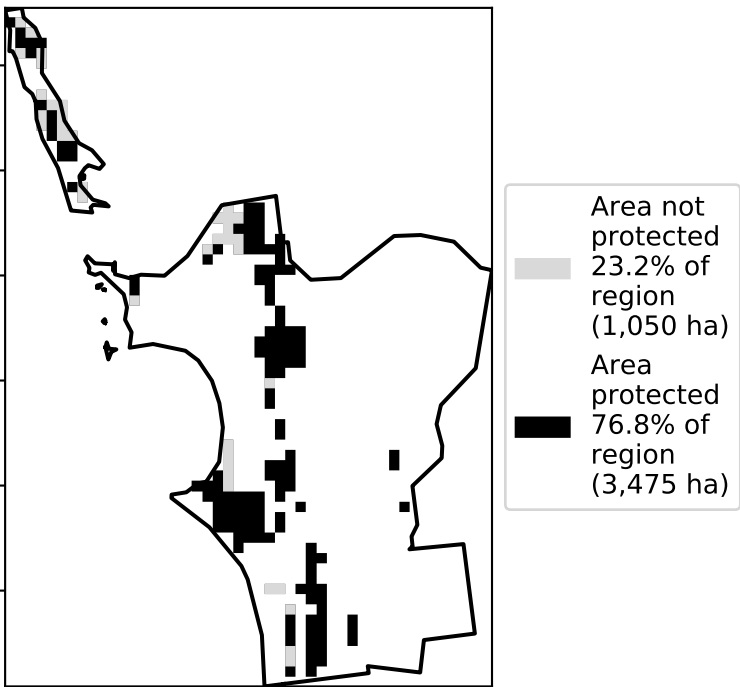 Area not
protected
23.2% of
region
(1,050 ha)
Area
protected
76.8% of
region
(3,475 ha)